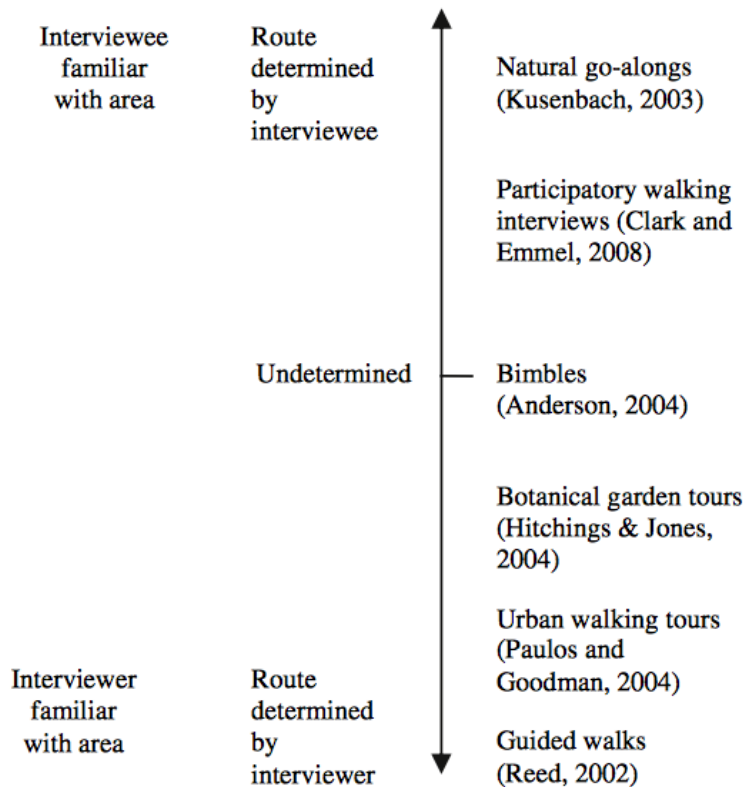 Interviewee
familiar
with area
Route
determined
by
interviewee
Natural go-alongs
(Kusenbach, 2003)
Participatory walking
interviews (Clark and
Emmel, 2008)
Undetermined
Bimbles
(Anderson, 2004)
Botanical garden tours
(Hitchings & Jones,
2004)
Urban walking tours
(Paulos and
Goodman, 2004)
Interviewer
familiar
with area
Route
determined
by
interviewer
Guided walks
(Reed, 2002)